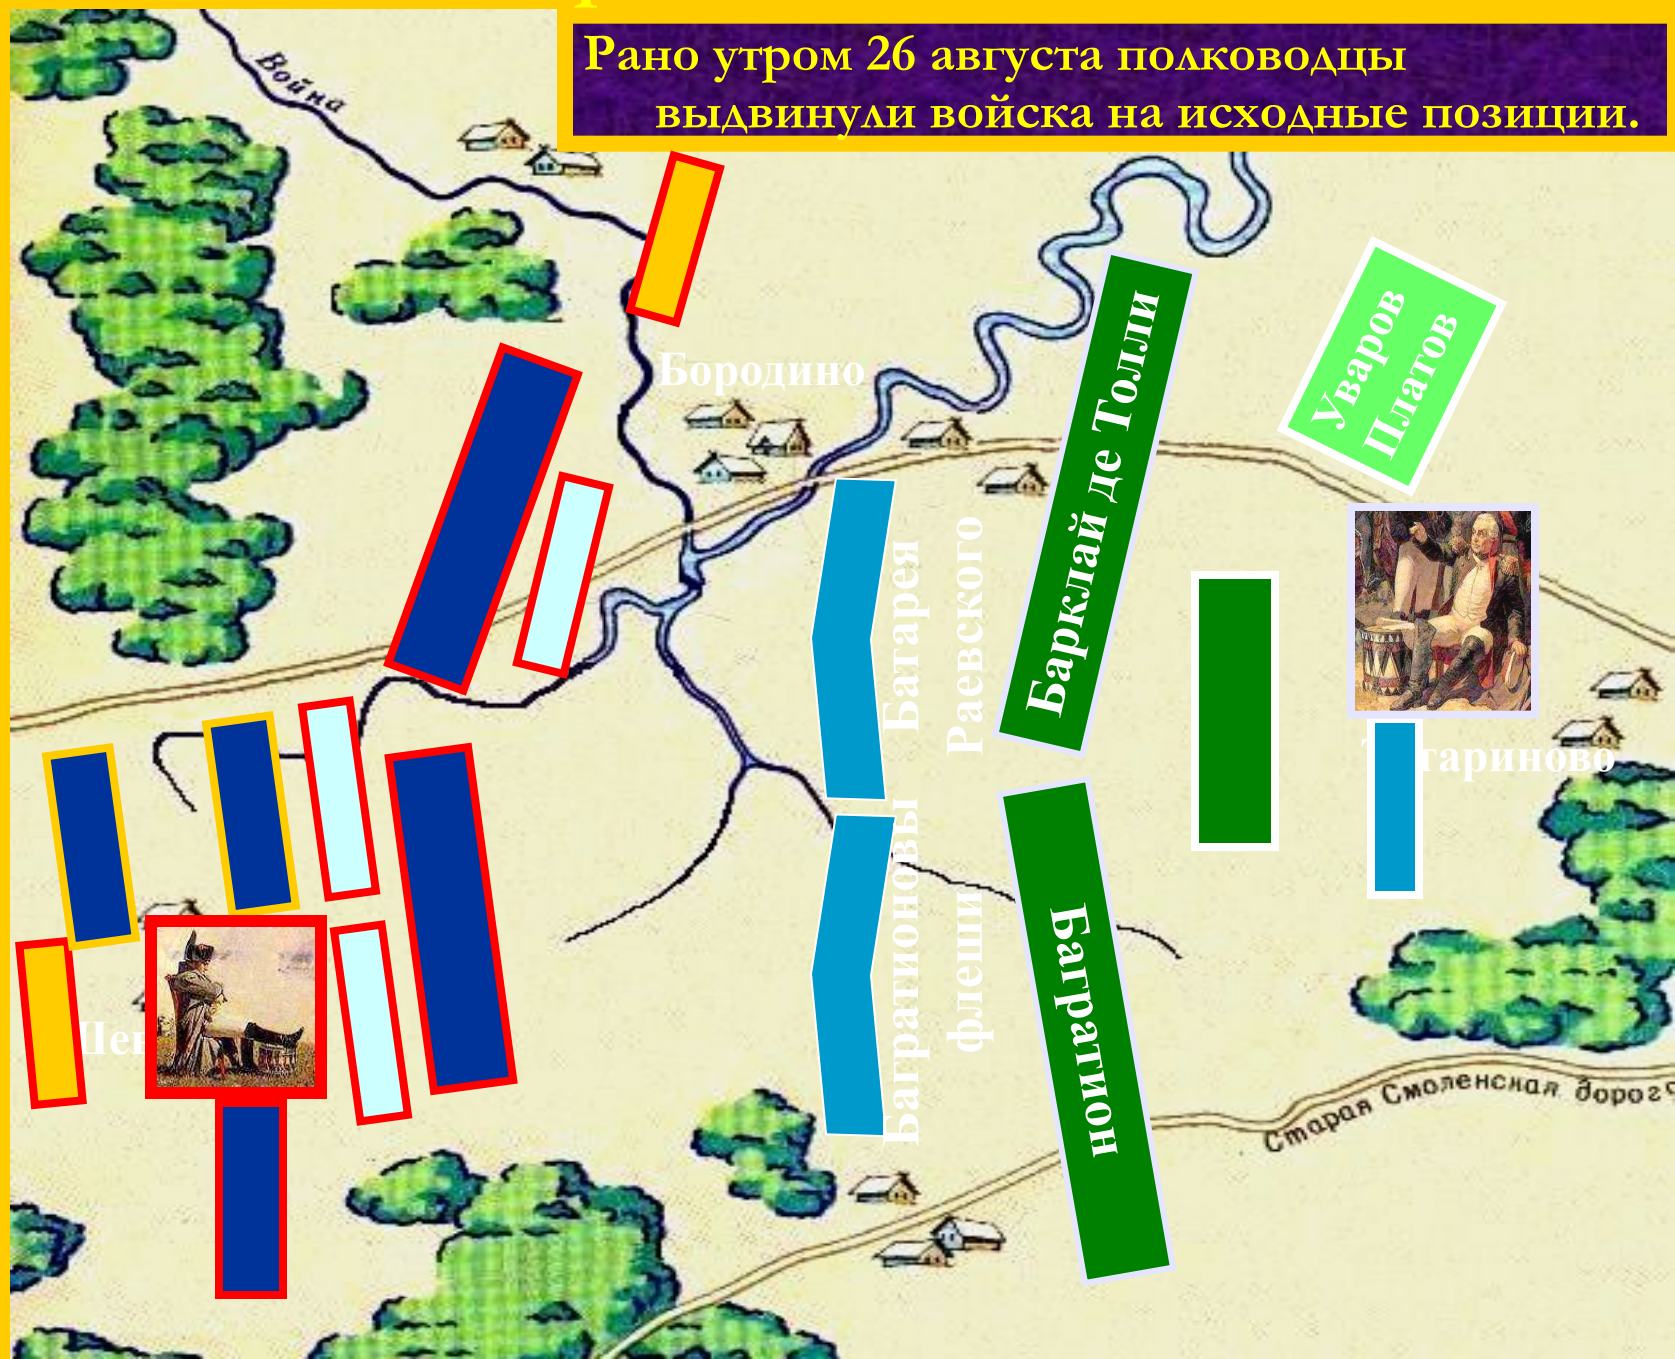 Рано утром 26 августа полководцы
выдвинули войска на исходные позиции.
Война
Бородино
Уваров
Платов
Барклай де Толли
Батарея
Раевского
Багратионовы
флеши
Багратион
Старая Смоленская дорога